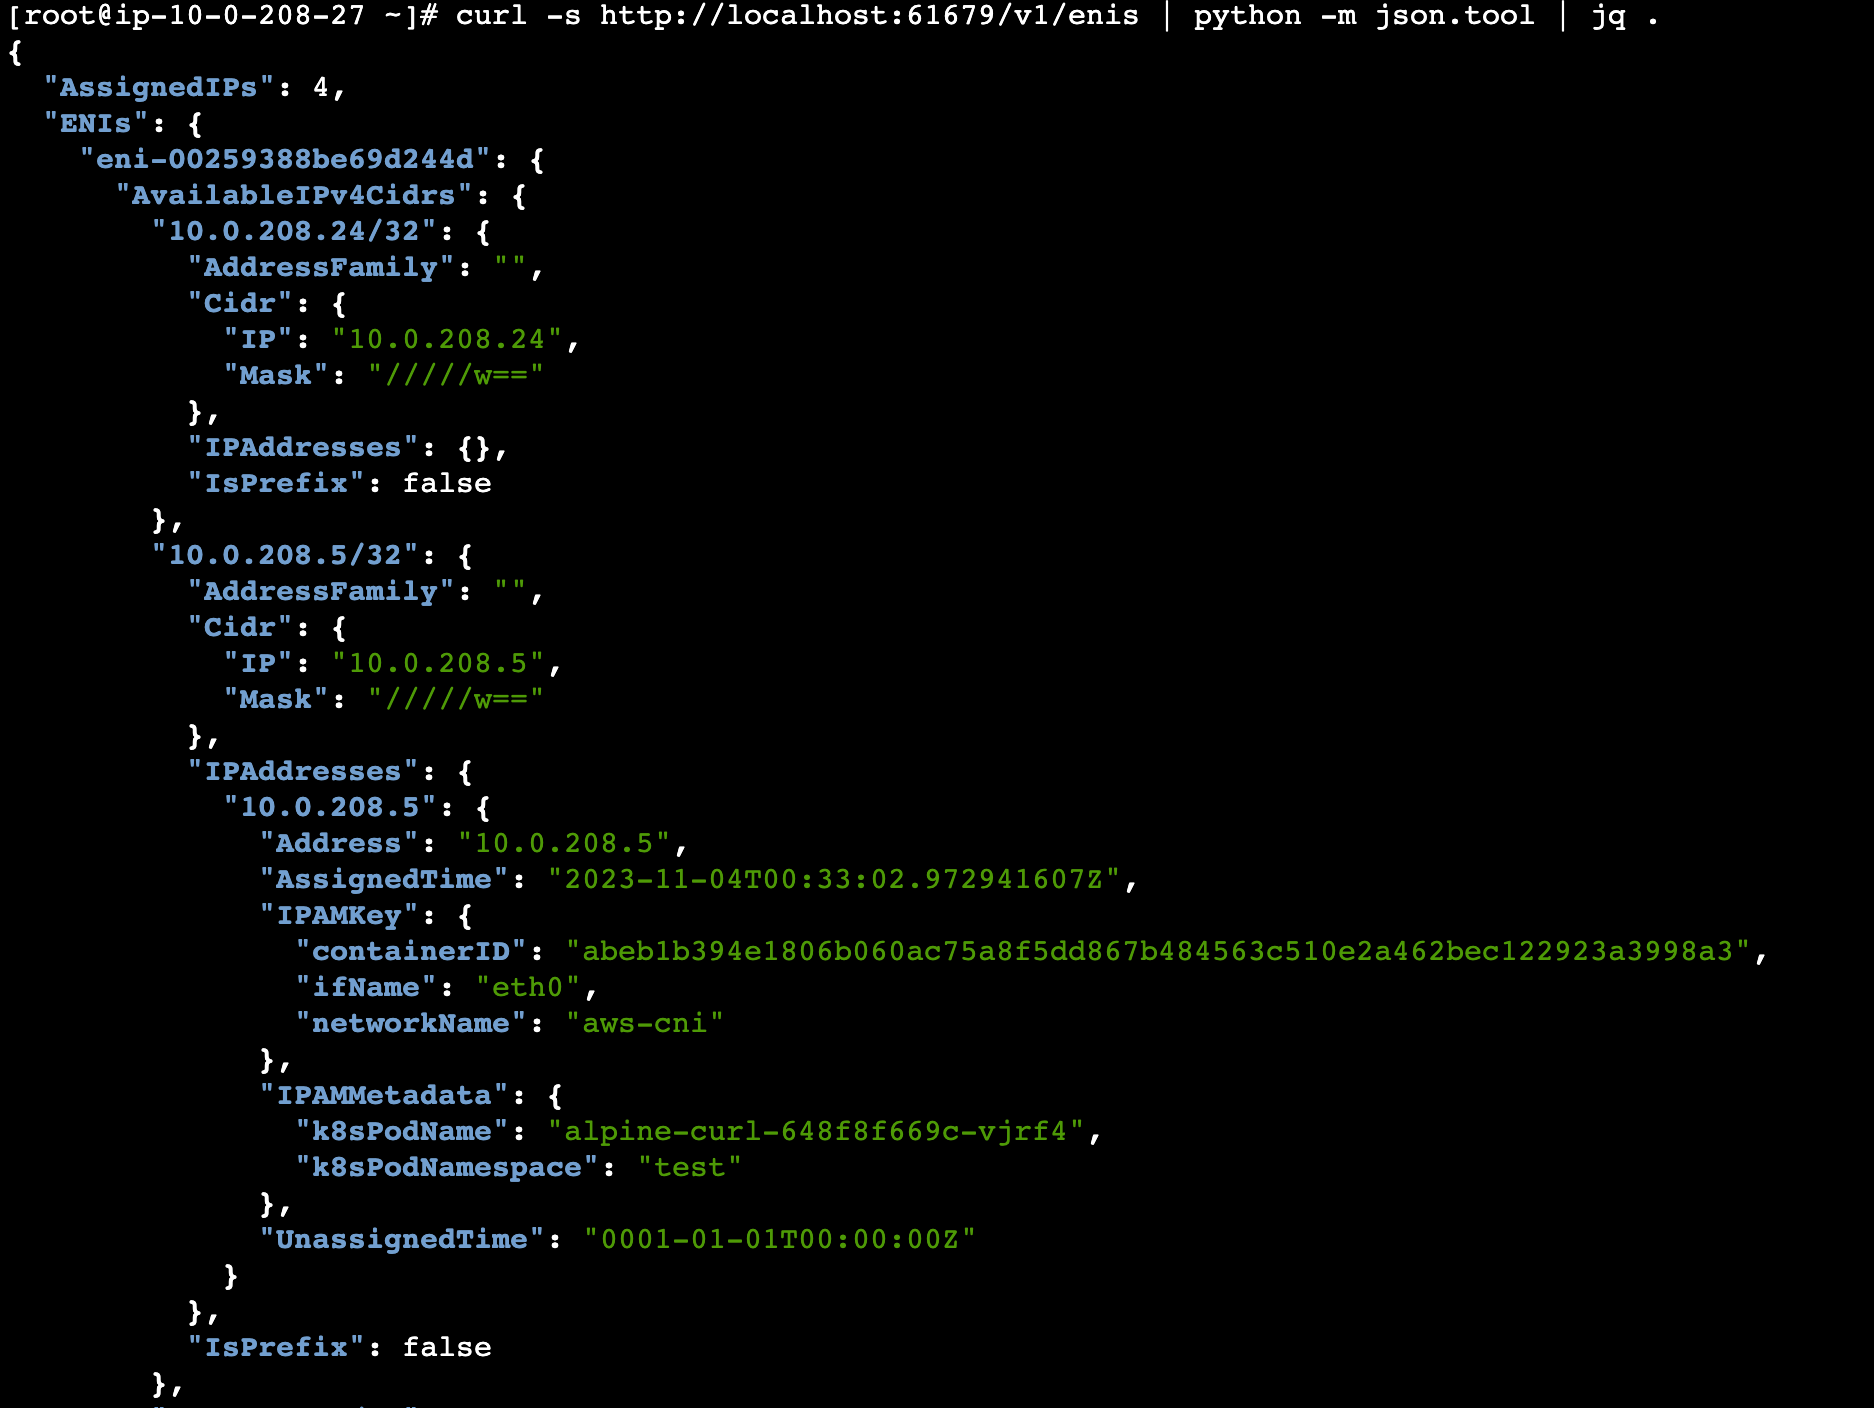 [root@ip-10-0-208-27 ~]# curl -s http://localhost:61679/v1/enis | python -m json.tool | jq .
{
  "AssignedIPs": 4,
  "ENIs": {
    "eni-00259388be69d244d": {
      "AvailableIPv4Cidrs": {
        "10.0.208.24/32": {
          "AddressFamily": "",
          "Cidr": {
            "IP": "10.0.208.24",
            "Mask": "/////w=="
          },
          "IPAddresses": {},
          "IsPrefix": false
        },
        "10.0.208.5/32": {
          "AddressFamily": "",
          "Cidr": {
            "IP": "10.0.208.5",
            "Mask": "/////w=="
          },
          "IPAddresses": {
            "10.0.208.5": {
              "Address": "10.0.208.5",
              "AssignedTime": "2023-11-04T00:33:02.972941607Z",
              "IPAMKey": {
                "containerID": "abeb1b394e1806b060ac75a8f5dd867b484563c510e2a462bec122923a3998a3",
                "ifName": "eth0",
                "networkName": "aws-cni"
              },
              "IPAMMetadata": {
                "k8sPodName": "alpine-curl-648f8f669c-vjrf4",
                "k8sPodNamespace": "test"
              },
              "UnassignedTime": "0001-01-01T00:00:00Z"
            }
          },
          "IsPrefix": false
        },